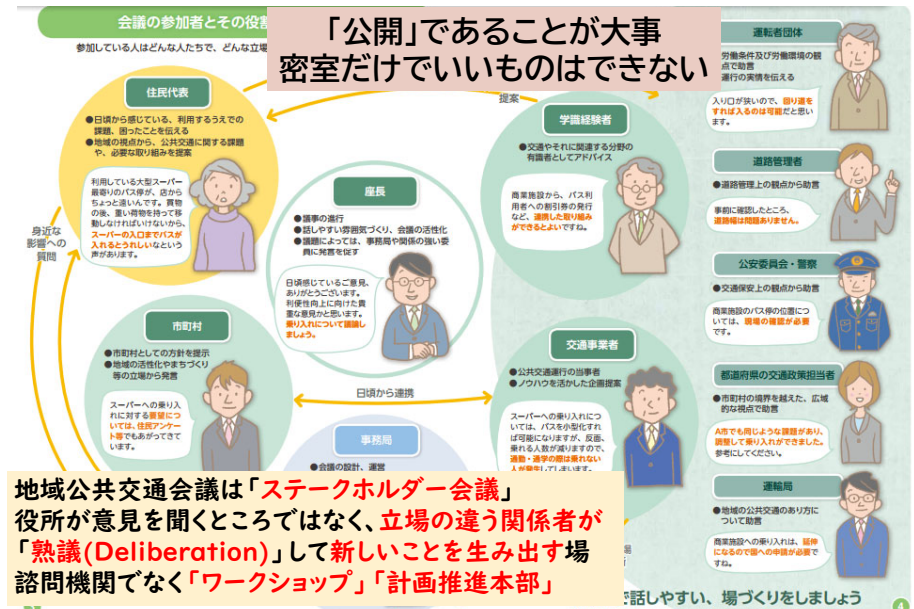 会議の参加者とその役割
「公開」であることが大事
密室だけでいいものはできない
参加している人はどんな人たちで、どんな立場
提案
住民代表
●日頃から感じている、利用するうえでの
課題、困ったことを伝える
●地域の視点から、公共交通に関する課題
や、必要な取り組みを提案
利用している大型スーパー
最寄りのバス停が、店から
ちょっと遠いんです。買物
の後、重い荷物を持って移
動しなければいけないから、
スーパーの入口までバスが
入れるとうれしいなという
声があります。
身近な
影響への
質問
座長
●議事の進行
●話しやすい雰囲気づくり、会議の活性化
●議題によっては、事務局や関係の強い委
員に発言を促す
日頃感じているご意見、
ありがとうございます。
利便性向上に向けた貴
重な意見かと思います。
乗り入れについて議論し
ましょう。
学識経験者
●交通やそれに関連する分野の
有識者としてアドバイス
商業施設から、バス利
用者への割引券の発行
など、連携した取り組み
ができるとよいですね。
市町村
●市町村としての方針を提示
●地域の活性化やまちづくり
等の立場から発言
スーパーへの乗り入
れに対する要望につ
いては、住民アンケー
ト等でもあがってきて
います。
日頃から連携
事務局
●会議の設計、運営
交通事業者
●公共交通運行の当事者
●ノウハウを活かした企画提案
スーパーへの乗り入れにつ
いては、バスを小型化すれ
ば可能になりますが、反面、
乗れる人数が減りますので、
通勤・通学の際は乗れない
人が発生してしまいます。
運転者団体
労働条件及び労働環境の観
点で助言
運行の実情を伝える
入り口が狭いので、回り道を
すれば入るのは可能だと思い
ます。
道路管理者
●道路管理上の観点から助言
事前に確認したところ、
道路幅は問題ありません。
公安委員会・警察
●交通保安上の観点から助言
商業施設のバス停の位置につ
いては、現場の確認が必要
です。
都道府県の交通政策担当者
●市町村の境界を越えた、広域
的な視点で助言
A市でも同じような課題があり、
調整して乗り入れができました。
参考にしてください。
運輸局
●地域の公共交通のあり方に
ついて助言
商業施設への乗り入れは、延伸
になるので国への申請が必要で
すね。
地域公共交通会議は「ステークホルダー会議」
役所が意見を聞くところではなく、立場の違う関係者が
「熟議(Deliberation)」して新しいことを生み出す場
諮問機関でなく「ワークショップ」「計画推進本部」
で話しやすい、場づくりをしましょう